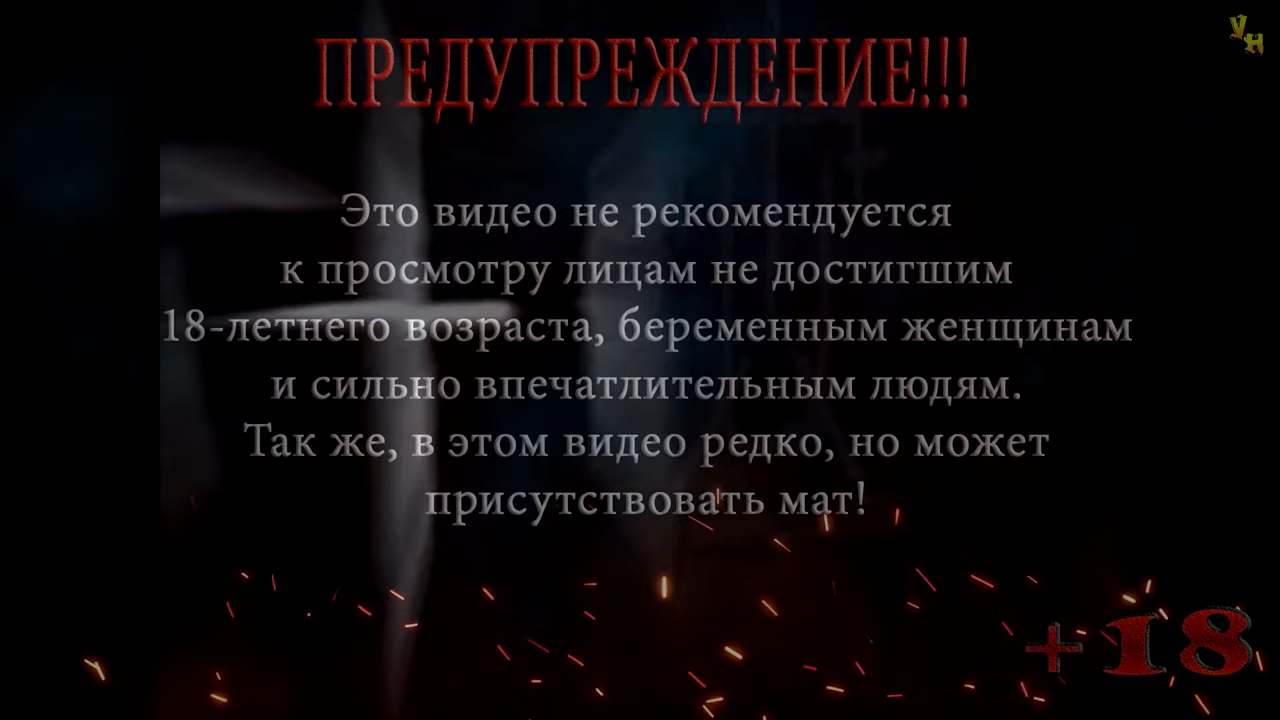 УН
ПРЕДУПРЕЖДЕНИЕ!!!
Это видео не рекомендуется
к просмотру лицам не достигшим
18-летнего возраста, беременным женщинам
и сильно впечатлительным людям.
Так же, в этом видео редко, но может
присутствовать мат!
+18